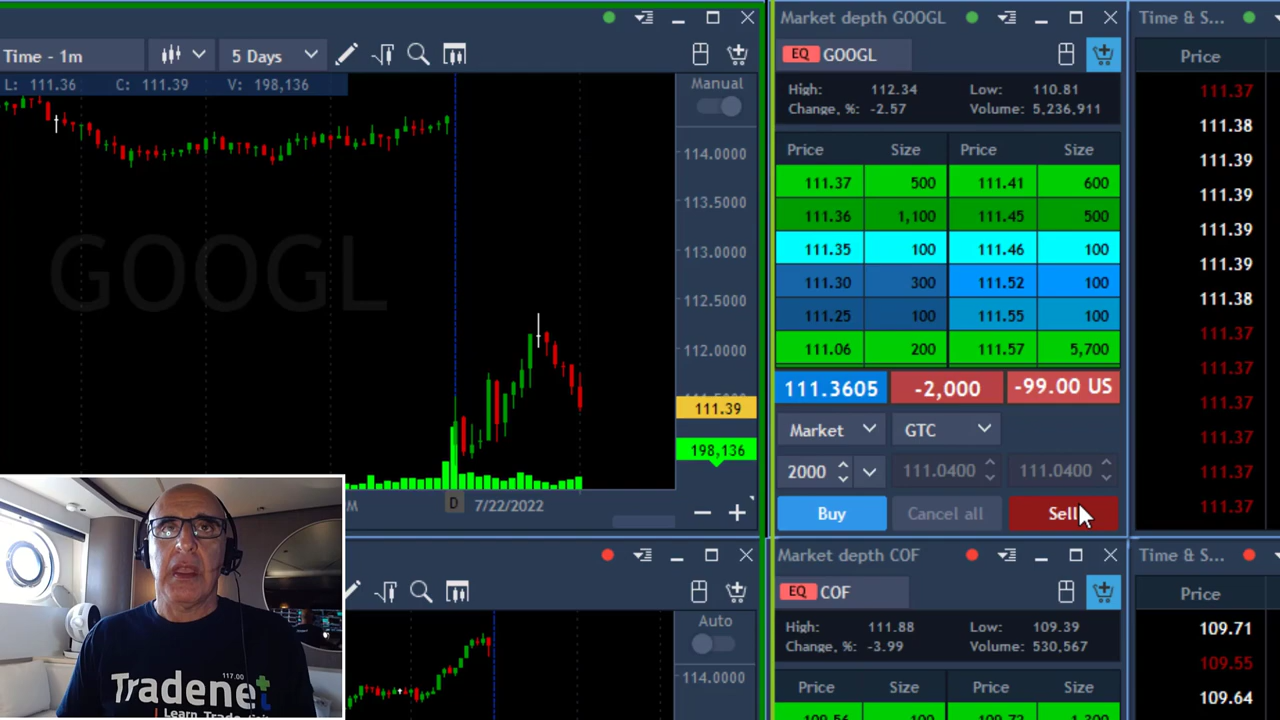 Time - 1m
5 Days
L: 111.36 C: 111.39 V: 198,136
Manual
GOOGL
114.0000
113.5000
113.0000
112.5000
112.0000
111.39
198,136
D 7/22/2022
Market depth GOOGL
EQ GOOGL
High: 112.34 Low: 110.81
Change, %: -2.57 Volume: 5,236,911
Price Size Price Size
111.37 500 111.41 600
111.36 1,100 111.45 500
111.35 100 111.46 100
111.30 300 111.52 100
111.25 100 111.55 100
111.06 200 111.57 5,700
111.3605 -2,000 -99.00 US
Market GTC
2000 111.0400 111.0400
Buy Cancel all Sell
Time & S...
Price
111.37
111.38
111.39
111.39
111.39
111.39
111.38
111.37
111.37
111.37
111.37
111.37
111.37
Auto
114.0000
117.00
Tradenet
Market depth COF
EQ COF
High: 111.88 Low: 109.39
Change, %: -3.99 Volume: 530,567
Price Size Price Size
Time & S...
Price
109.71
109.55
109.64